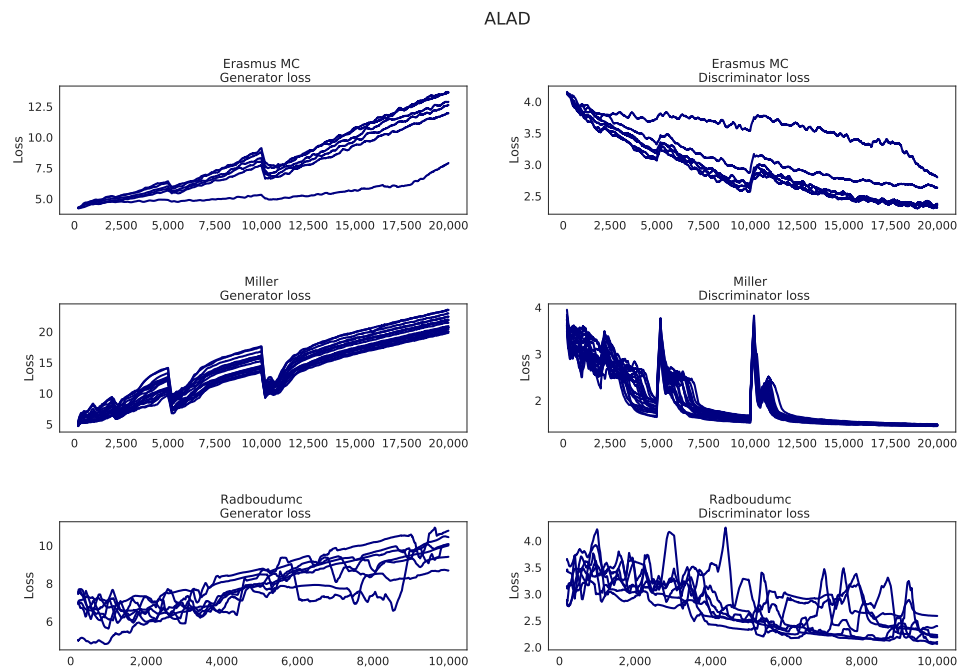 ALAD
Erasmus MC
Generator loss
Loss
12.5
10.0
7.5
5.0
0 2,500 5,000 7,500 10,000 12,500 15,000 17,500 20,000
Erasmus MC
Discriminator loss
Loss
4.0
3.5
3.0
2.5
0 2,500 5,000 7,500 10,000 12,500 15,000 17,500 20,000
Miller
Generator loss
Loss
20
15
10
5
0 2,500 5,000 7,500 10,000 12,500 15,000 17,500 20,000
Miller
Discriminator loss
Loss
4
3
2
0 2,500 5,000 7,500 10,000 12,500 15,000 17,500 20,000
Radboudumc
Generator loss
Loss
10
8
6
0 2,000 4,000 6,000 8,000 10,000
Radboudumc
Discriminator loss
Loss
4.0
3.5
3.0
2.5
2.0
0 2,000 4,000 6,000 8,000 10,000